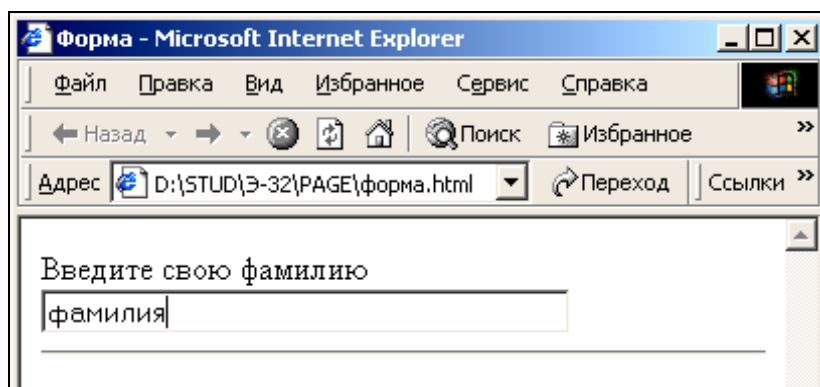 Форма - Microsoft Internet Explorer
Файл Правка Вид Избранное Сервис Справка
Назад Поиск Избранное »
Адрес D:\STUD\Э-32\PAGE\форма.html Переход Ссылки »
Введите свою фамилию
фамилия